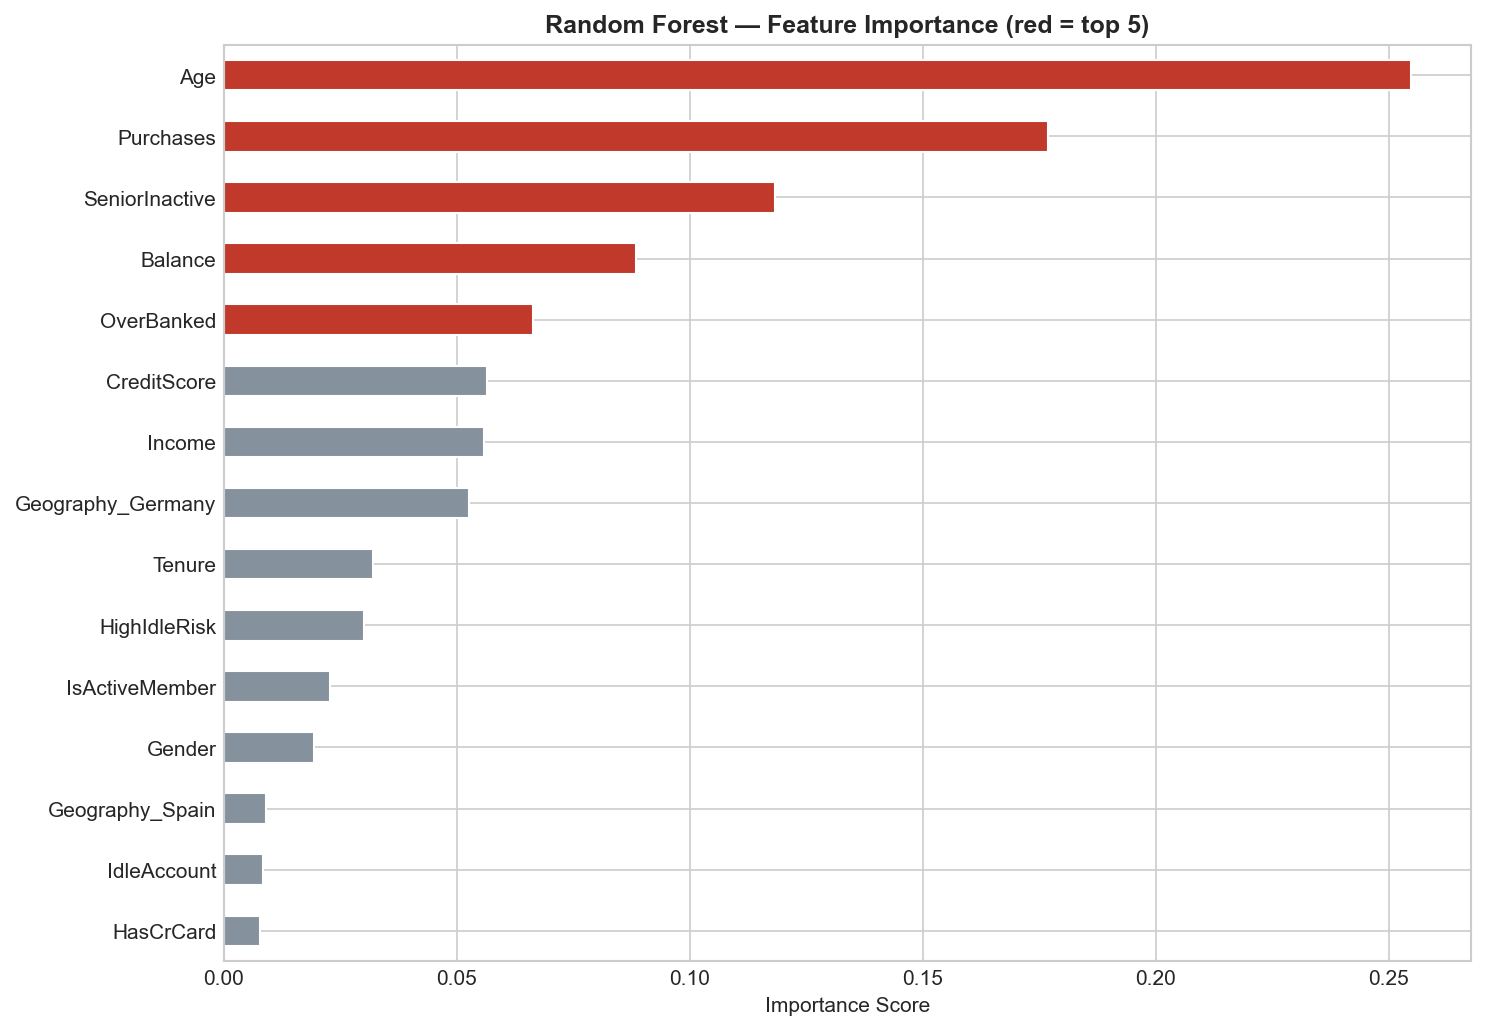 Random Forest — Feature Importance (red = top 5)
Age
Purchases
SeniorInactive
Balance
OverBanked
CreditScore
Income
Geography_Germany
Tenure
HighIdleRisk
IsActiveMember
Gender
Geography_Spain
IdleAccount
HasCrCard
0.00 0.05 0.10 0.15 0.20 0.25
Importance Score